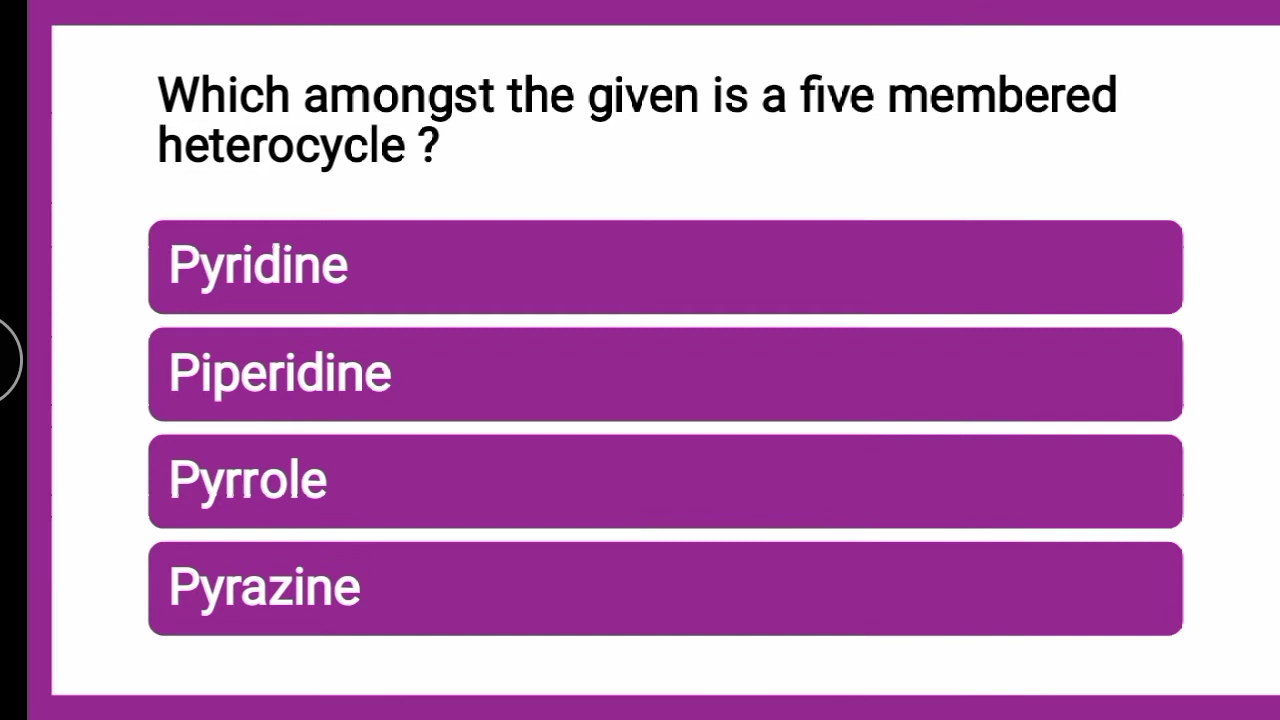 Which amongst the given is a five membered
heterocycle ?
Pyridine
Piperidine
Pyrrole
Pyrazine